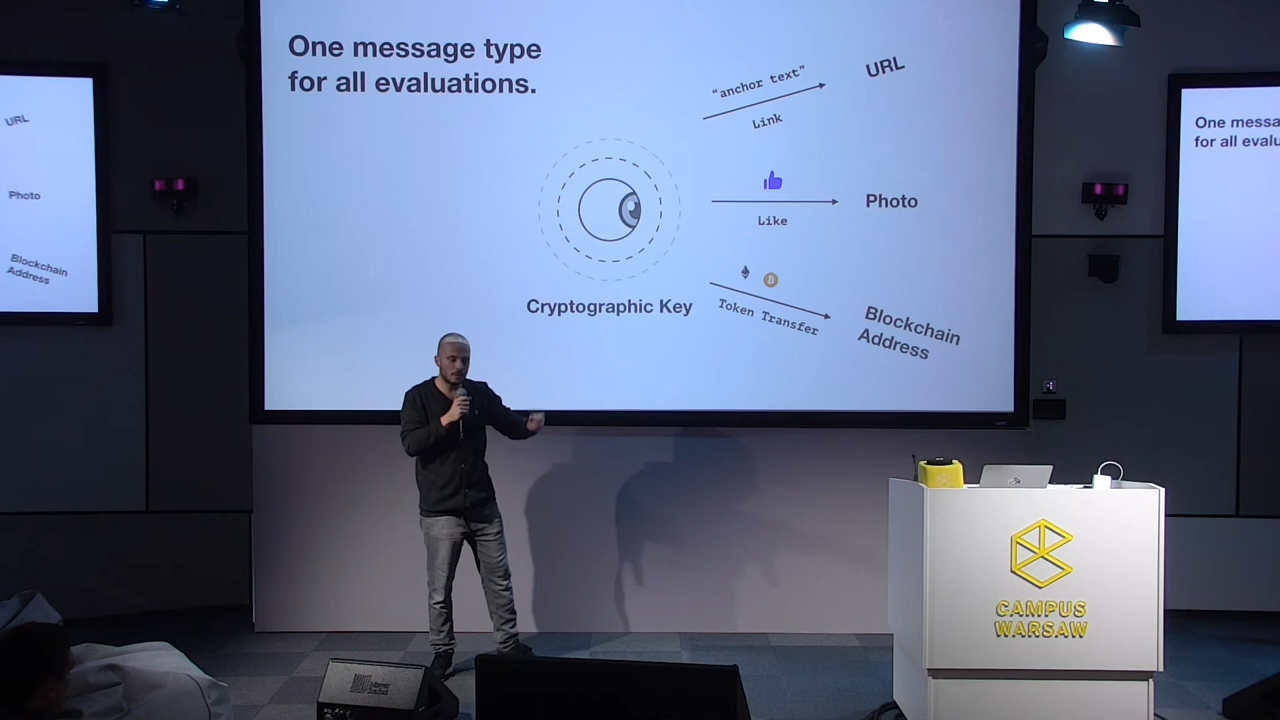 One message type
for all evaluations.
"anchor text"
Link
URL
Like
Photo
Token Transfer
Blockchain
Address
Cryptographic Key
URL
Photo
Blockchain
Address
One messa
for all evalu
CAMPUS
WARSAW